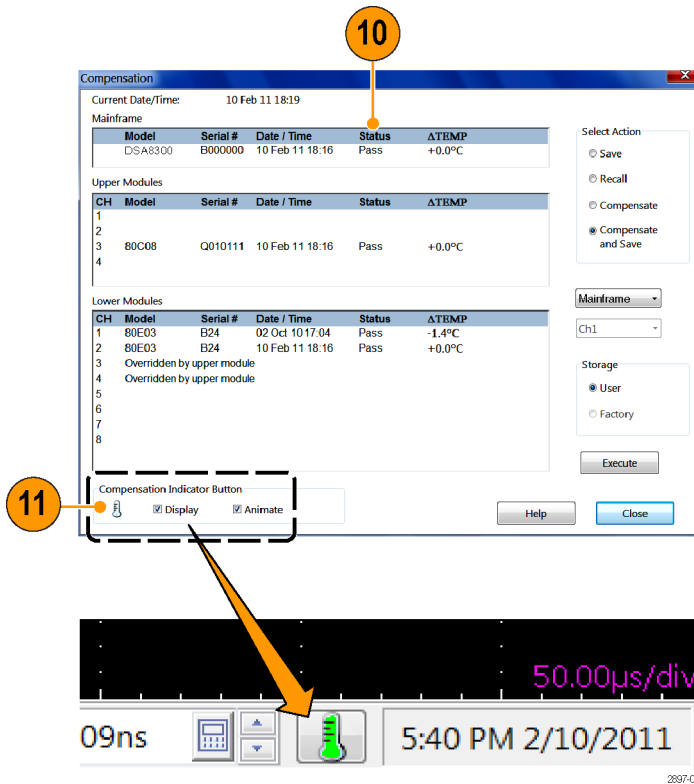 10
Compensation
Current Date/Time: 10 Feb 11 18:19
Mainframe
Model Serial # Date / Time Status ΔTEMP
DSA8300 B000000 10 Feb 11 18:16 Pass +0.0°C
Upper Modules
CH Model Serial # Date / Time Status ΔTEMP
1
2
3 80C08 Q010111 10 Feb 11 18:16 Pass +0.0°C
4
Lower Modules
CH Model Serial # Date / Time Status ΔTEMP
1 80E03 B24 02 Oct 10 17:04 Pass -1.4°C
2 80E03 B24 10 Feb 11 18:16 Pass +0.0°C
3 Overridden by upper module
4 Overridden by upper module
5
6
7
8
Select Action
Save
Recall
Compensate
Compensate
and Save
Mainframe
Ch1
Storage
User
Factory
Execute
11
Compensation Indicator Button
Display Animate
Help Close
50.00µs/div
09ns
5:40 PM 2/10/2011
2897-0